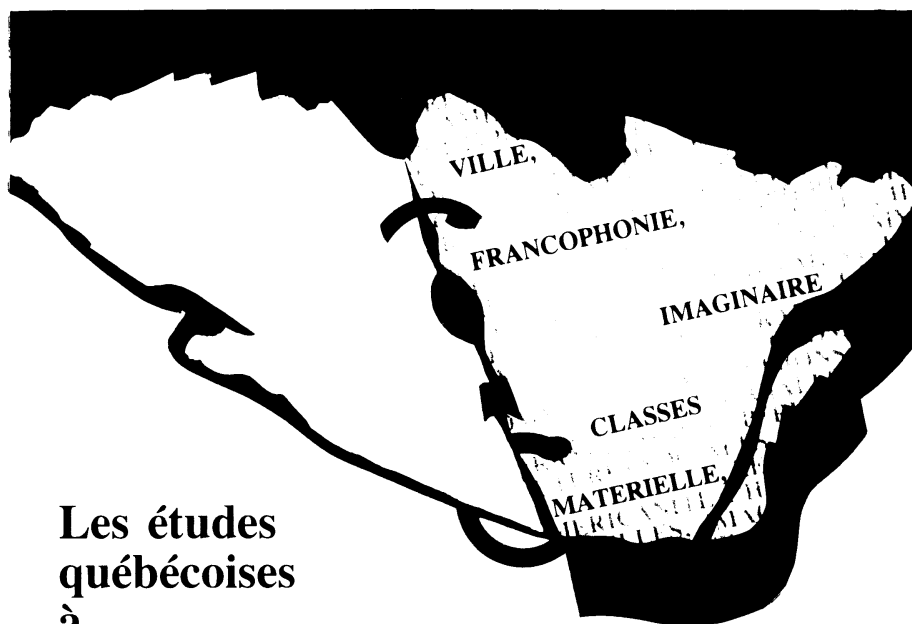 VILLE,
FRANCOPHONIE,
IMAGINAIRE
CLASSES
MATERIELLE,
Les études
québécoises
à